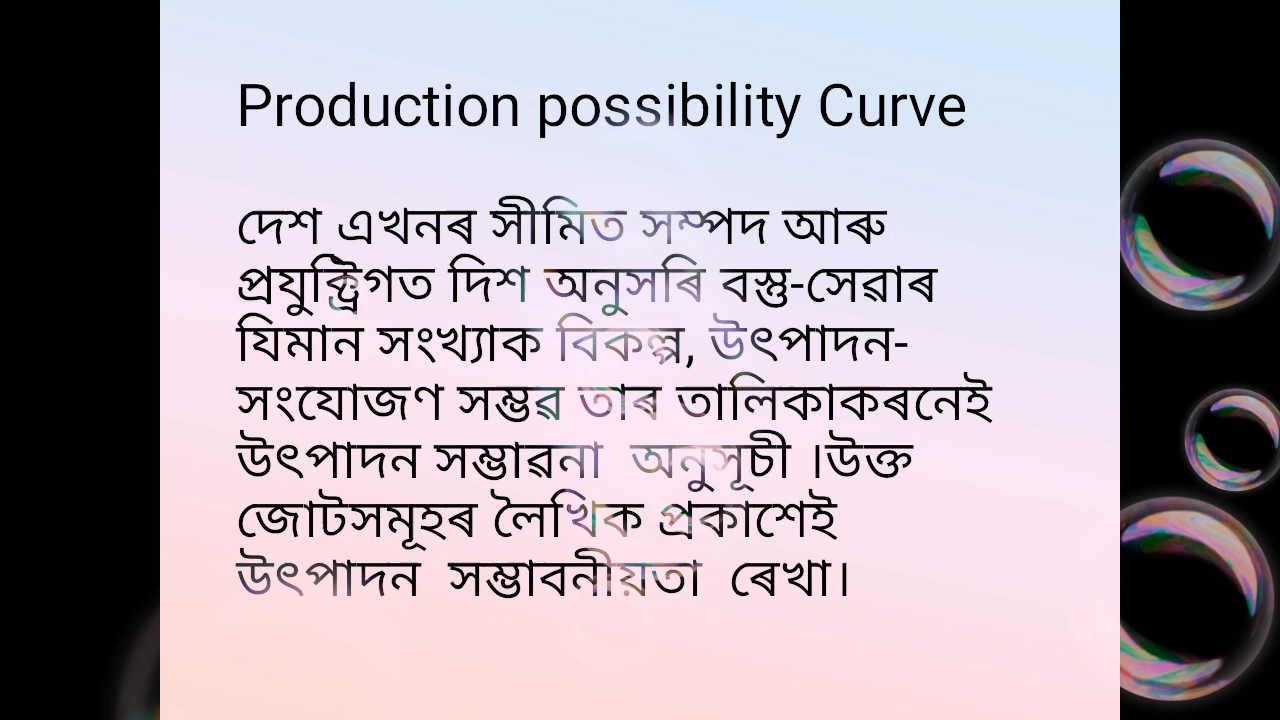 Production possibility Curve
দেশ এখনৰ সীমিত সম্পদ আৰু
প্ৰযুক্ট্ৰিগত দিশ অনুসৰি বস্তু-সেৱাৰ
যিমান সংখ্যাক বিকল্প, উৎপাদন-
সংযোজণ সম্ভৱ তাৰ তালিকাকৰনেই
উৎপাদন সম্ভাৱনা অনুসূচী ।উক্ত
জোটসমূহৰ লৈখিক প্ৰকাশেই
উৎপাদন সম্ভাবনীয়তা ৰেখা।